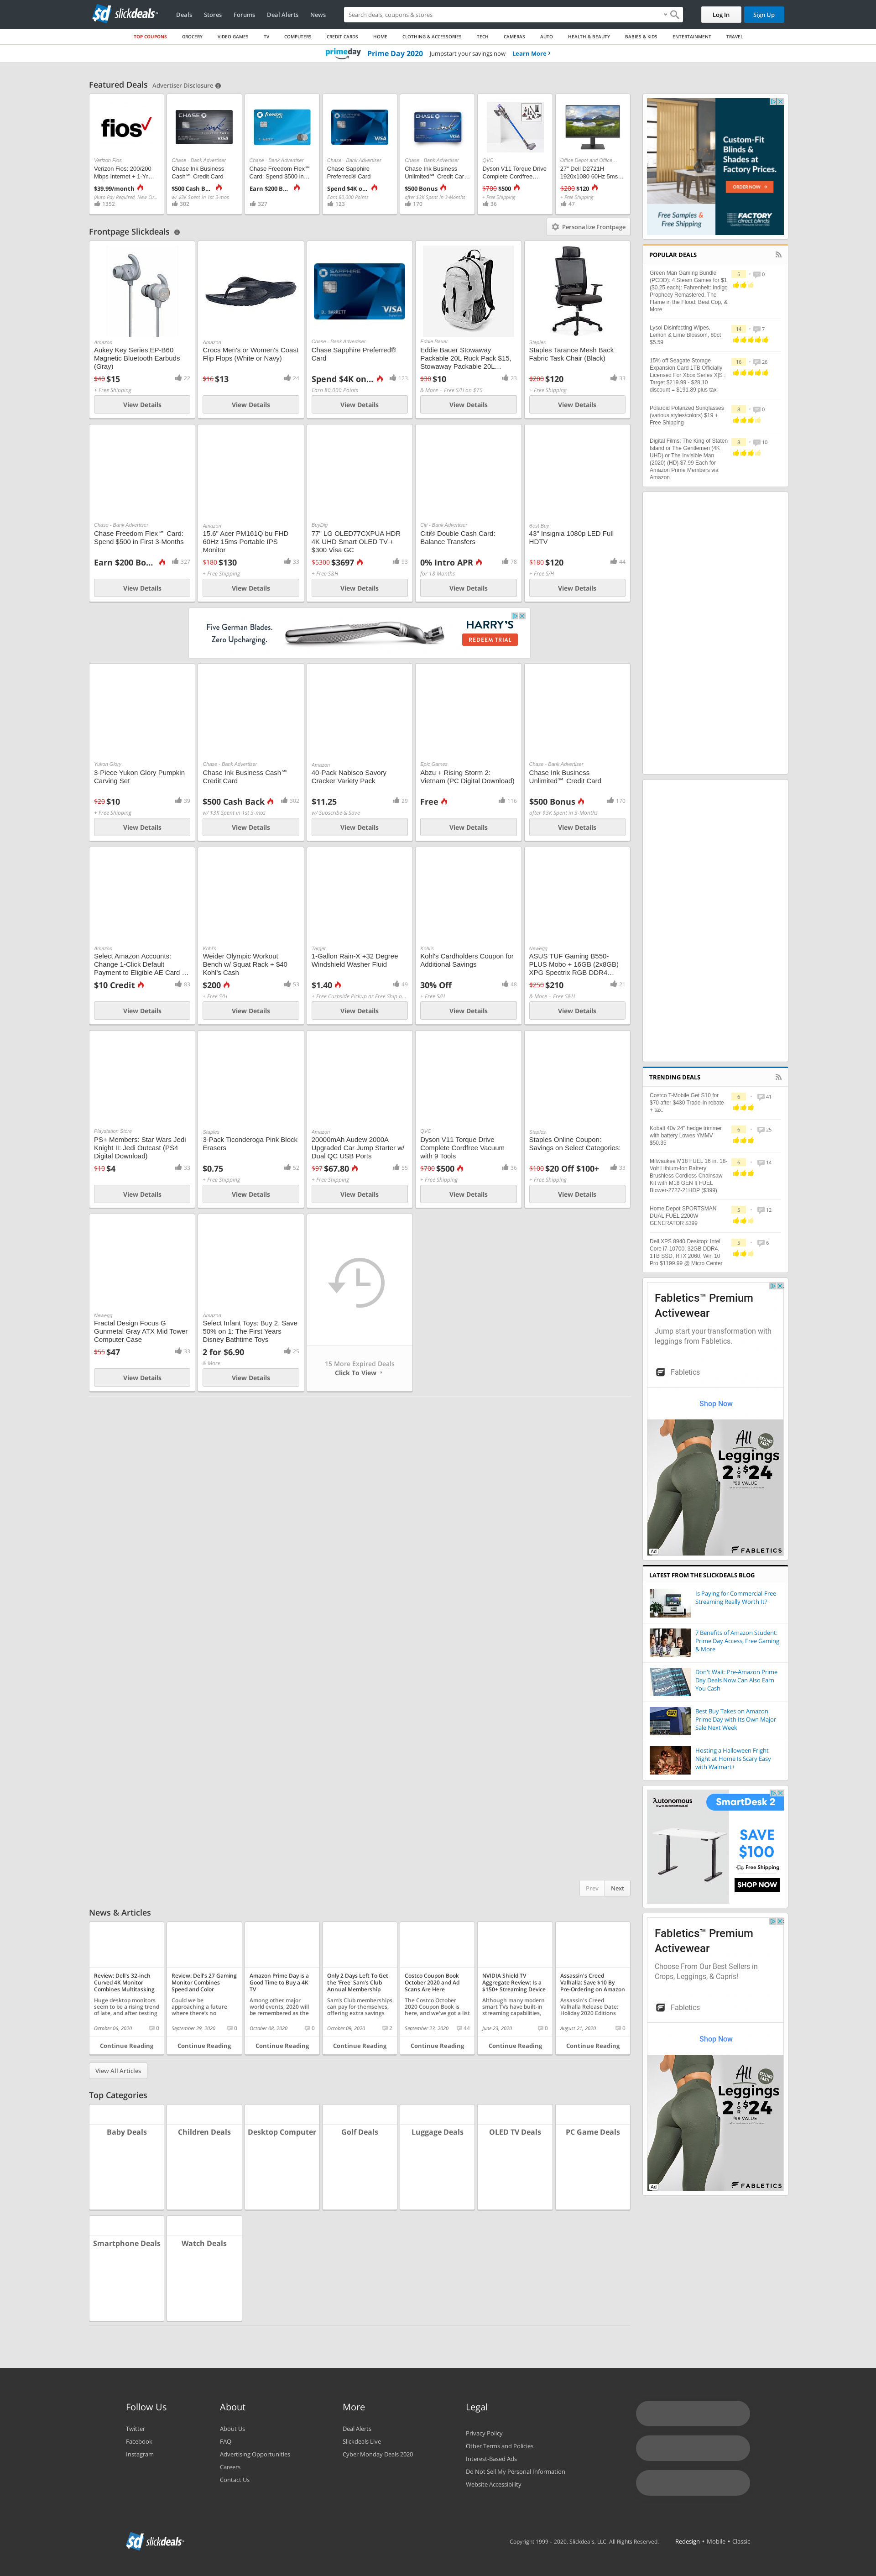 slickdeals
Deals Stores Forums Deal Alerts News
Search deals, coupons & stores
Log In Sign Up
TOP COUPONS GROCERY VIDEO GAMES TV COMPUTERS CREDIT CARDS HOME CLOTHING & ACCESSORIES TECH CAMERAS AUTO HEALTH & BEAUTY BABIES & KIDS ENTERTAINMENT TRAVEL
primeday Prime Day 2020 Jumpstart your savings now Learn More ›
Featured Deals Advertiser Disclosure
Verizon Fios
Verizon Fios: 200/200 Mbps Internet + 1-Yr…
$39.99/month
1352
Chase - Bank Advertiser
Chase Ink Business Cash℠ Credit Card
$500 Cash B…
w/ $3K Spent in 1st 3-mos
302
Chase - Bank Advertiser
Chase Freedom Flex℠ Card: Spend $500 in…
Earn $200 B…
327
Chase - Bank Advertiser
Chase Sapphire Preferred® Card
Spend $4K o…
Earn 80,000 Points
123
Chase - Bank Advertiser
Chase Ink Business Unlimited℠ Credit Car…
$500 Bonus
after $3K Spent in 3-Months
170
QVC
Dyson V11 Torque Drive Complete Cordfree…
$700 $500
+ Free Shipping
36
Office Depot and Office…
27" Dell D2721H 1920x1080 60Hz 5ms…
$200 $120
+ Free Shipping
47
Frontpage Slickdeals
Personalize Frontpage
Amazon
Aukey Key Series EP-B60 Magnetic Bluetooth Earbuds (Gray)
$40 $15
22
+ Free Shipping
View Details
Amazon
Crocs Men's or Women's Coast Flip Flops (White or Navy)
$16 $13
24
View Details
Chase - Bank Advertiser
Chase Sapphire Preferred® Card
Spend $4K on…
123
Earn 80,000 Points
View Details
Eddie Bauer
Eddie Bauer Stowaway Packable 20L Ruck Pack $15, Stowaway Packable 20L…
$30 $10
23
& More + Free S/H on $75
View Details
Staples
Staples Tarance Mesh Back Fabric Task Chair (Black)
$200 $120
33
+ Free Shipping
View Details
Chase - Bank Advertiser
Chase Freedom Flex℠ Card: Spend $500 in First 3-Months
Earn $200 Bo…
327
View Details
Amazon
15.6" Acer PM161Q bu FHD 60Hz 15ms Portable IPS Monitor
$180 $130
33
+ Free Shipping
View Details
BuyDig
77" LG OLED77CXPUA HDR 4K UHD Smart OLED TV + $300 Visa GC
$5300 $3697
93
+ Free S&H
View Details
Citi - Bank Advertiser
Citi® Double Cash Card: Balance Transfers
0% Intro APR
78
for 18 Months
View Details
Best Buy
43" Insignia 1080p LED Full HDTV
$180 $120
44
+ Free S/H
View Details
Five German Blades.
Zero Upcharging.
HARRY'S
REDEEM TRIAL
Yukon Glory
3-Piece Yukon Glory Pumpkin Carving Set
$20 $10
39
+ Free Shipping
View Details
Chase - Bank Advertiser
Chase Ink Business Cash℠ Credit Card
$500 Cash Back
302
w/ $3K Spent in 1st 3-mos
View Details
Amazon
40-Pack Nabisco Savory Cracker Variety Pack
$11.25
29
w/ Subscribe & Save
View Details
Epic Games
Abzu + Rising Storm 2: Vietnam (PC Digital Download)
Free
116
View Details
Chase - Bank Advertiser
Chase Ink Business Unlimited℠ Credit Card
$500 Bonus
170
after $3K Spent in 3-Months
View Details
Amazon
Select Amazon Accounts: Change 1-Click Default Payment to Eligible AE Card …
$10 Credit
83
View Details
Kohl's
Weider Olympic Workout Bench w/ Squat Rack + $40 Kohl's Cash
$200
53
+ Free S/H
View Details
Target
1-Gallon Rain-X +32 Degree Windshield Washer Fluid
$1.40
49
+ Free Curbside Pickup or Free Ship o…
View Details
Kohl's
Kohl's Cardholders Coupon for Additional Savings
30% Off
48
+ Free S/H
View Details
Newegg
ASUS TUF Gaming B550-PLUS Mobo + 16GB (2x8GB) XPG Spectrix RGB DDR4…
$250 $210
21
& More + Free S&H
View Details
Playstation Store
PS+ Members: Star Wars Jedi Knight II: Jedi Outcast (PS4 Digital Download)
$10 $4
33
View Details
Staples
3-Pack Ticonderoga Pink Block Erasers
$0.75
52
+ Free Shipping
View Details
Amazon
20000mAh Audew 2000A Upgraded Car Jump Starter w/ Dual QC USB Ports
$97 $67.80
55
+ Free Shipping
View Details
QVC
Dyson V11 Torque Drive Complete Cordfree Vacuum with 9 Tools
$700 $500
36
+ Free Shipping
View Details
Staples
Staples Online Coupon: Savings on Select Categories:
$100 $20 Off $100+
33
+ Free Shipping
View Details
Newegg
Fractal Design Focus G Gunmetal Gray ATX Mid Tower Computer Case
$55 $47
33
View Details
Amazon
Select Infant Toys: Buy 2, Save 50% on 1: The First Years Disney Bathtime Toys
2 for $6.90
25
& More
View Details
15 More Expired Deals
Click To View ›
Prev Next
Custom-Fit Blinds & Shades at Factory Prices.
ORDER NOW
Free Samples & Free Shipping
FACTORY direct blinds
POPULAR DEALS
Green Man Gaming Bundle (PCDD): 4 Steam Games for $1 ($0.25 each): Fahrenheit: Indigo Prophecy Remastered, The Flame in the Flood, Beat Cop, & More
5 0
Lysol Disinfecting Wipes, Lemon & Lime Blossom, 80ct $5.59
14 7
15% off Seagate Storage Expansion Card 1TB Officially Licensed For Xbox Series X|S : Target $219.99 - $28.10 discount = $191.89 plus tax
16 26
Polaroid Polarized Sunglasses (various styles/colors) $19 + Free Shipping
8 0
Digital Films: The King of Staten Island or The Gentlemen (4K UHD) or The Invisible Man (2020) (HD) $7.99 Each for Amazon Prime Members via Amazon
8 10
TRENDING DEALS
Costco T-Mobile Get S10 for $70 after $430 Trade-In rebate + tax.
6 41
Kobalt 40v 24" hedge trimmer with battery Lowes YMMV $50.35
6 25
Milwaukee M18 FUEL 16 in. 18-Volt Lithium-Ion Battery Brushless Cordless Chainsaw Kit with M18 GEN II FUEL Blower-2727-21HDP ($399)
6 14
Home Depot SPORTSMAN DUAL FUEL 2200W GENERATOR $399
5 12
Dell XPS 8940 Desktop: Intel Core i7-10700, 32GB DDR4, 1TB SSD, RTX 2060, Win 10 Pro $1199.99 @ Micro Center
5 6
Fabletics™ Premium Activewear
Jump start your transformation with leggings from Fabletics.
Fabletics
Shop Now
All Leggings 2 FOR $24
$99 VALUE
FABLETICS
Ad
LATEST FROM THE SLICKDEALS BLOG
Is Paying for Commercial-Free Streaming Really Worth It?
7 Benefits of Amazon Student: Prime Day Access, Free Gaming & More
Don't Wait: Pre-Amazon Prime Day Deals Now Can Also Earn You Cash
Best Buy Takes on Amazon Prime Day with Its Own Major Sale Next Week
Hosting a Halloween Fright Night at Home Is Scary Easy with Walmart+
Autonomous
SmartDesk 2
SAVE $100
Free Shipping
SHOP NOW
Fabletics™ Premium Activewear
Choose From Our Best Sellers in Crops, Leggings, & Capris!
Fabletics
Shop Now
All Leggings 2 FOR $24
$99 VALUE
FABLETICS
Ad
News & Articles
Review: Dell's 32-inch Curved 4K Monitor Combines Multitasking
Huge desktop monitors seem to be a rising trend of late, and after testing
October 06, 2020 0
Continue Reading
Review: Dell's 27 Gaming Monitor Combines Speed and Color
Could we be approaching a future where there's no
September 29, 2020 0
Continue Reading
Amazon Prime Day is a Good Time to Buy a 4K TV
Among other major world events, 2020 will be remembered as the
October 08, 2020 0
Continue Reading
Only 2 Days Left To Get the 'Free' Sam's Club Annual Membership
Sam's Club memberships can pay for themselves, offering extra savings
October 09, 2020 2
Continue Reading
Costco Coupon Book October 2020 and Ad Scans Are Here
The Costco October 2020 Coupon Book is here, and we've got a list
September 23, 2020 44
Continue Reading
NVIDIA Shield TV Aggregate Review: Is a $150+ Streaming Device
Although many modern smart TVs have built-in streaming capabilities,
June 23, 2020 0
Continue Reading
Assassin's Creed Valhalla: Save $10 By Pre-Ordering on Amazon
Assassin's Creed Valhalla Release Date: Holiday 2020 Editions
August 21, 2020 0
Continue Reading
View All Articles
Top Categories
Baby Deals
Children Deals
Desktop Computer
Golf Deals
Luggage Deals
OLED TV Deals
PC Game Deals
Smartphone Deals
Watch Deals
Follow Us
Twitter
Facebook
Instagram
About
About Us
FAQ
Advertising Opportunities
Careers
Contact Us
More
Deal Alerts
Slickdeals Live
Cyber Monday Deals 2020
Legal
Privacy Policy
Other Terms and Policies
Interest-Based Ads
Do Not Sell My Personal Information
Website Accessibility
slickdeals
Copyright 1999 – 2020. Slickdeals, LLC. All Rights Reserved. Redesign • Mobile • Classic